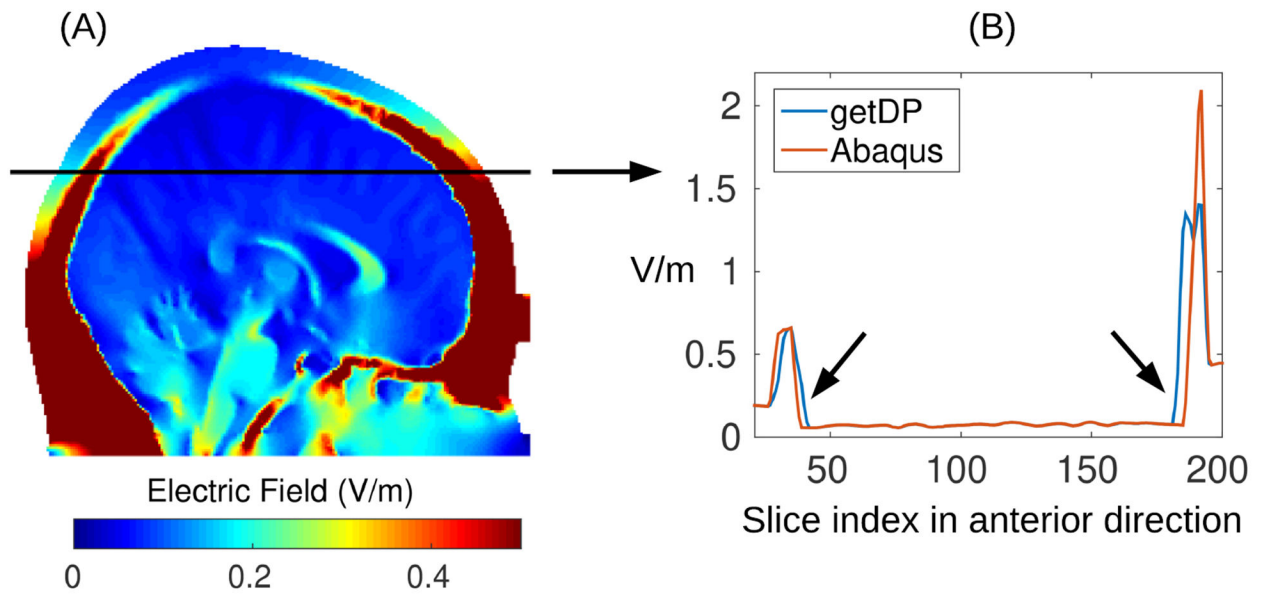 (A)
Electric Field (V/m)
0 0.2 0.4
(B)
getDP
Abaqus
2
1.5
V/m
1
0.5
0
50 100 150 200
Slice index in anterior direction